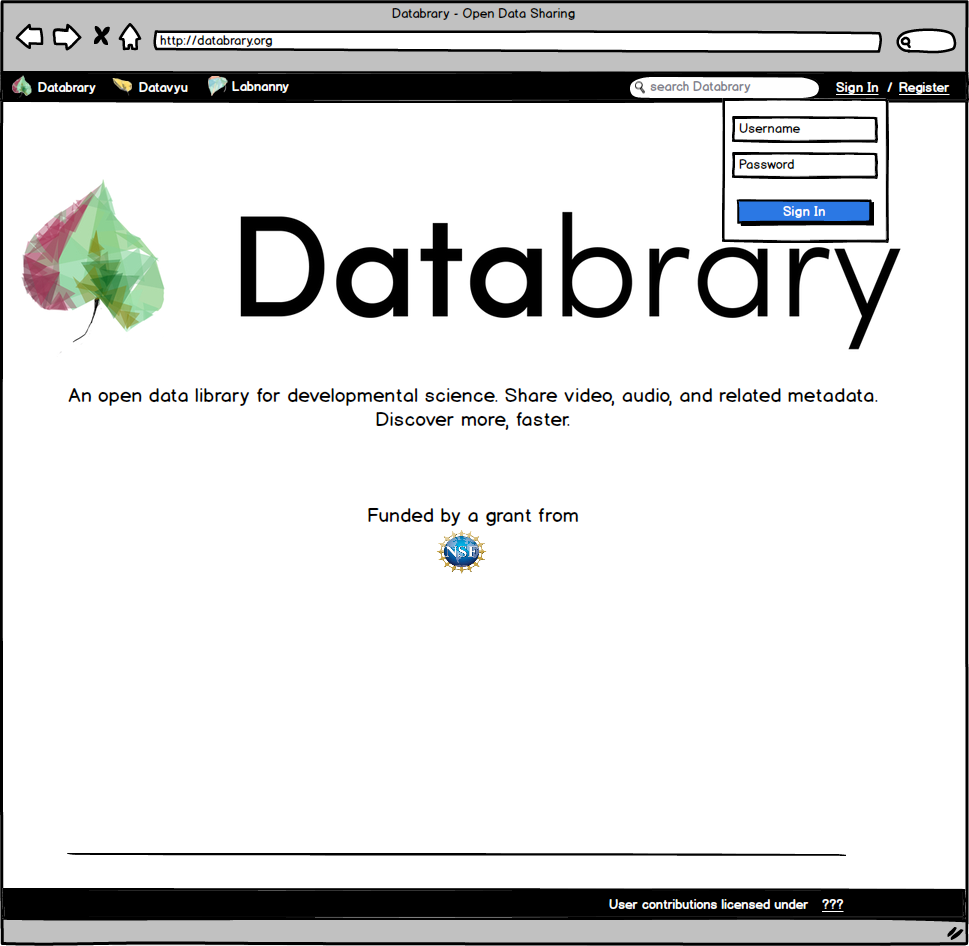 Databrary - Open Data Sharing
http://databrary.org
Databrary Datavyu Labnanny search Databrary Sign In / Register
Username
Password
Sign In
Databrary
An open data library for developmental science. Share video, audio, and related metadata.
Discover more, faster.
Funded by a grant from
NSF
User contributions licensed under ???